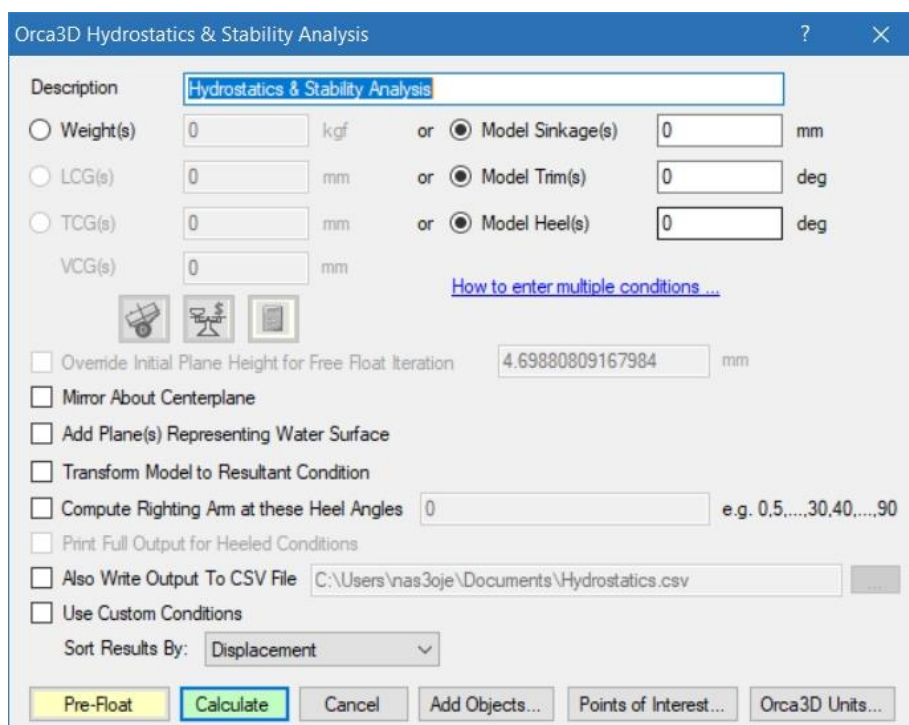 Orca3D Hydrostatics & Stability Analysis ? ×
Description Hydrostatics & Stability Analysis
Weight(s) 0 kgf or Model Sinkage(s) 0 mm
LCG(s) 0 mm or Model Trim(s) 0 deg
TCG(s) 0 mm or Model Heel(s) 0 deg
VCG(s) 0 mm
How to enter multiple conditions ...
Override Initial Plane Height for Free Float Iteration 4.69880809167984 mm
Mirror About Centerplane
Add Plane(s) Representing Water Surface
Transform Model to Resultant Condition
Compute Righting Arm at these Heel Angles 0 e.g. 0,5,...,30,40,...,90
Print Full Output for Heeled Conditions
Also Write Output To CSV File C:\Users\nas3oje\Documents\Hydrostatics.csv ...
Use Custom Conditions
Sort Results By: Displacement
Pre-Float Calculate Cancel Add Objects... Points of Interest... Orca3D Units...